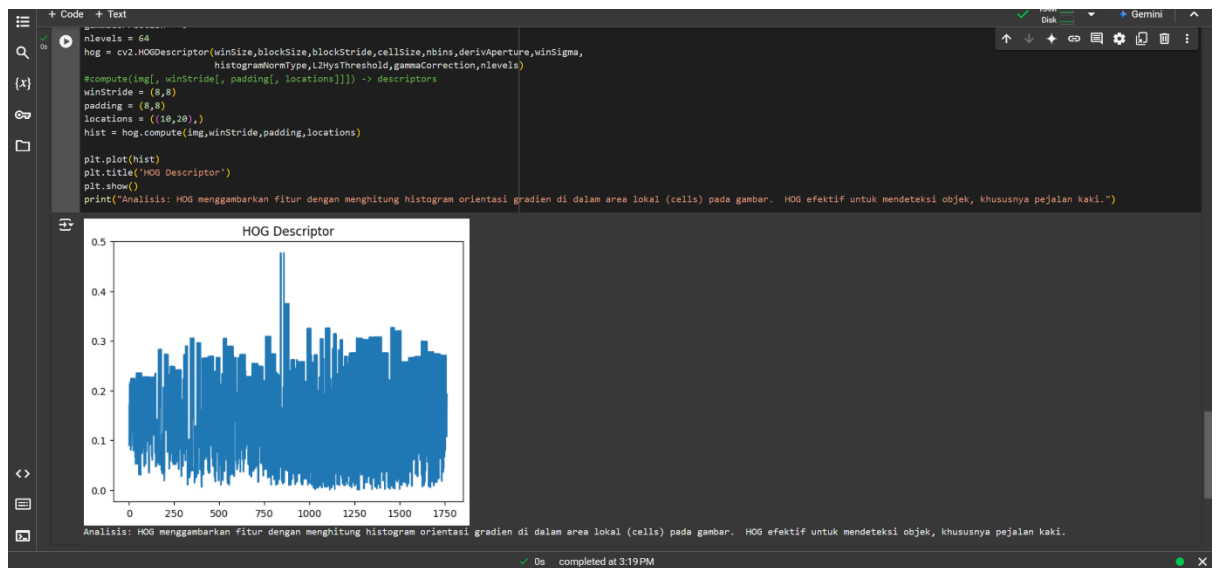 + Code + Text
Disk
Gemini
0s
nlevels = 64
hog = cv2.HOGDescriptor(winSize,blockSize,blockStride,cellSize,nbins,derivAperture,winSigma,
histogramNormType,L2HysThreshold,gammaCorrection,nlevels)
#compute(img[, winStride[, padding[, locations]]]) -> descriptors
winStride = (8,8)
padding = (8,8)
locations = ((10,20),)
hist = hog.compute(img,winStride,padding,locations)
plt.plot(hist)
plt.title('HOG Descriptor')
plt.show()
print("Analisis: HOG menggambarkan fitur dengan menghitung histogram orientasi gradien di dalam area lokal (cells) pada gambar.  HOG efektif untuk mendeteksi objek, khususnya pejalan kaki.")
{x}
HOG Descriptor
0.5
0.4
0.3
0.2
0.1
0.0
0 250 500 750 1000 1250 1500 1750
Analisis: HOG menggambarkan fitur dengan menghitung histogram orientasi gradien di dalam area lokal (cells) pada gambar.  HOG efektif untuk mendeteksi objek, khususnya pejalan kaki.
0s completed at 3:19 PM